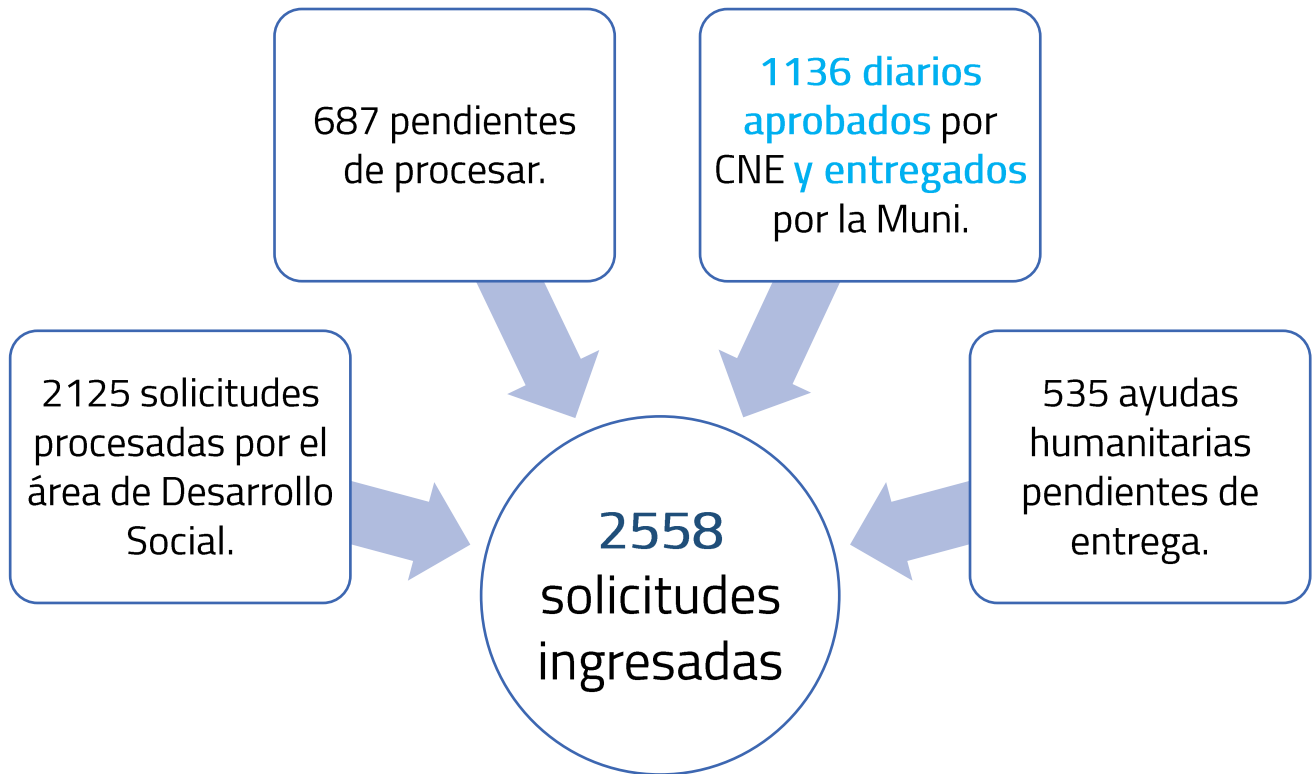 687 pendientes
de procesar.
1136 diarios
aprobados por
CNE y entregados
por la Muni.
2125 solicitudes
procesadas por el
área de Desarrollo
Social.
535 ayudas
humanitarias
pendientes de
entrega.
2558
solicitudes
ingresadas